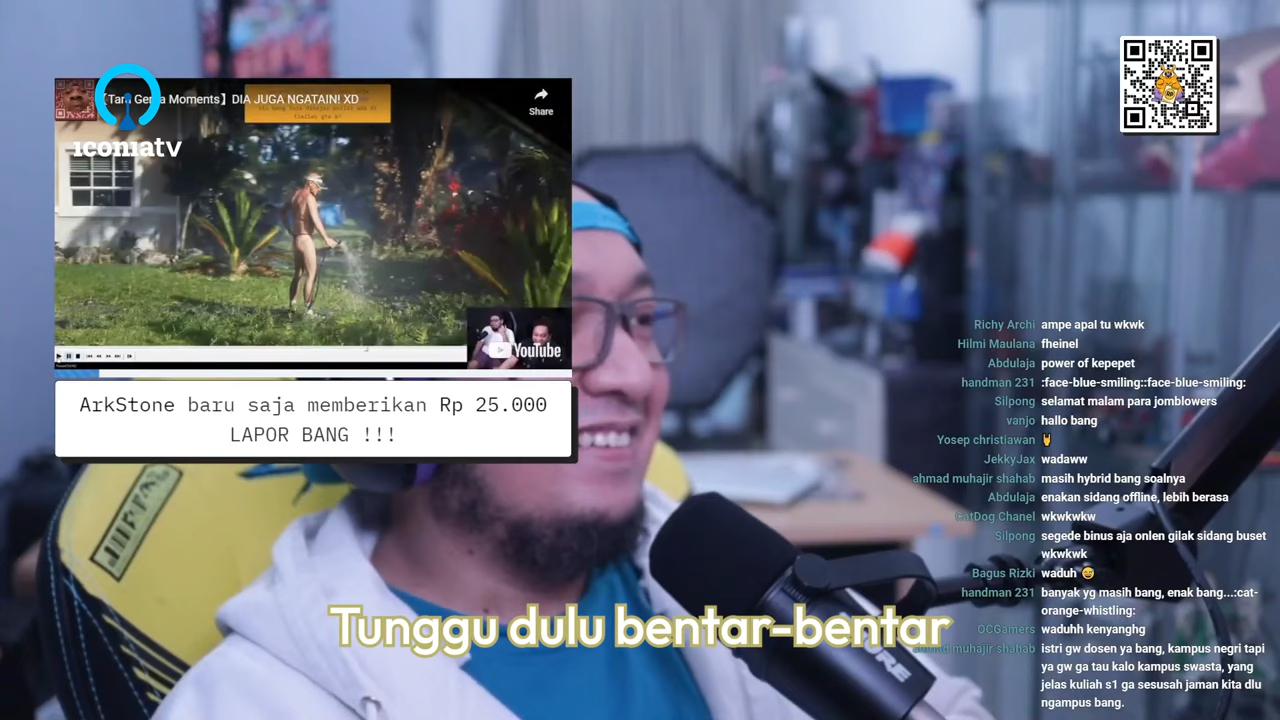 【Tara Gema Moments】DIA JUGA NGATAIN! XD
Share
iconiatv
YouTube
ArkStone baru saja memberikan Rp 25.000
LAPOR BANG !!!
Richy Archi ampe apal tu wkwk
Hilmi Maulana fheinel
Abdulaja power of kepepet
handman 231 :face-blue-smiling::face-blue-smiling:
Silpong selamat malam para jomblowers
vanjo hallo bang
Yosep christiawan 🤘
JekkyJax wadaww
ahmad muhajir shahab masih hybrid bang soalnya
Abdulaja enakan sidang offline, lebih berasa
CatDog Chanel wkwkwkw
Silpong segede binus aja onlen gilak sidang buset
wkwkwk
Bagus Rizki waduh 😅
handman 231 banyak yg masih bang, enak bang...:cat-
orange-whistling:
OCGamers waduhh kenyanghg
ahmad muhajir shahab istri gw dosen ya bang, kampus negri tapi
ya gw ga tau kalo kampus swasta, yang
jelas kuliah s1 ga sesusah jaman kita dlu
ngampus bang.
Tunggu dulu bentar-bentar